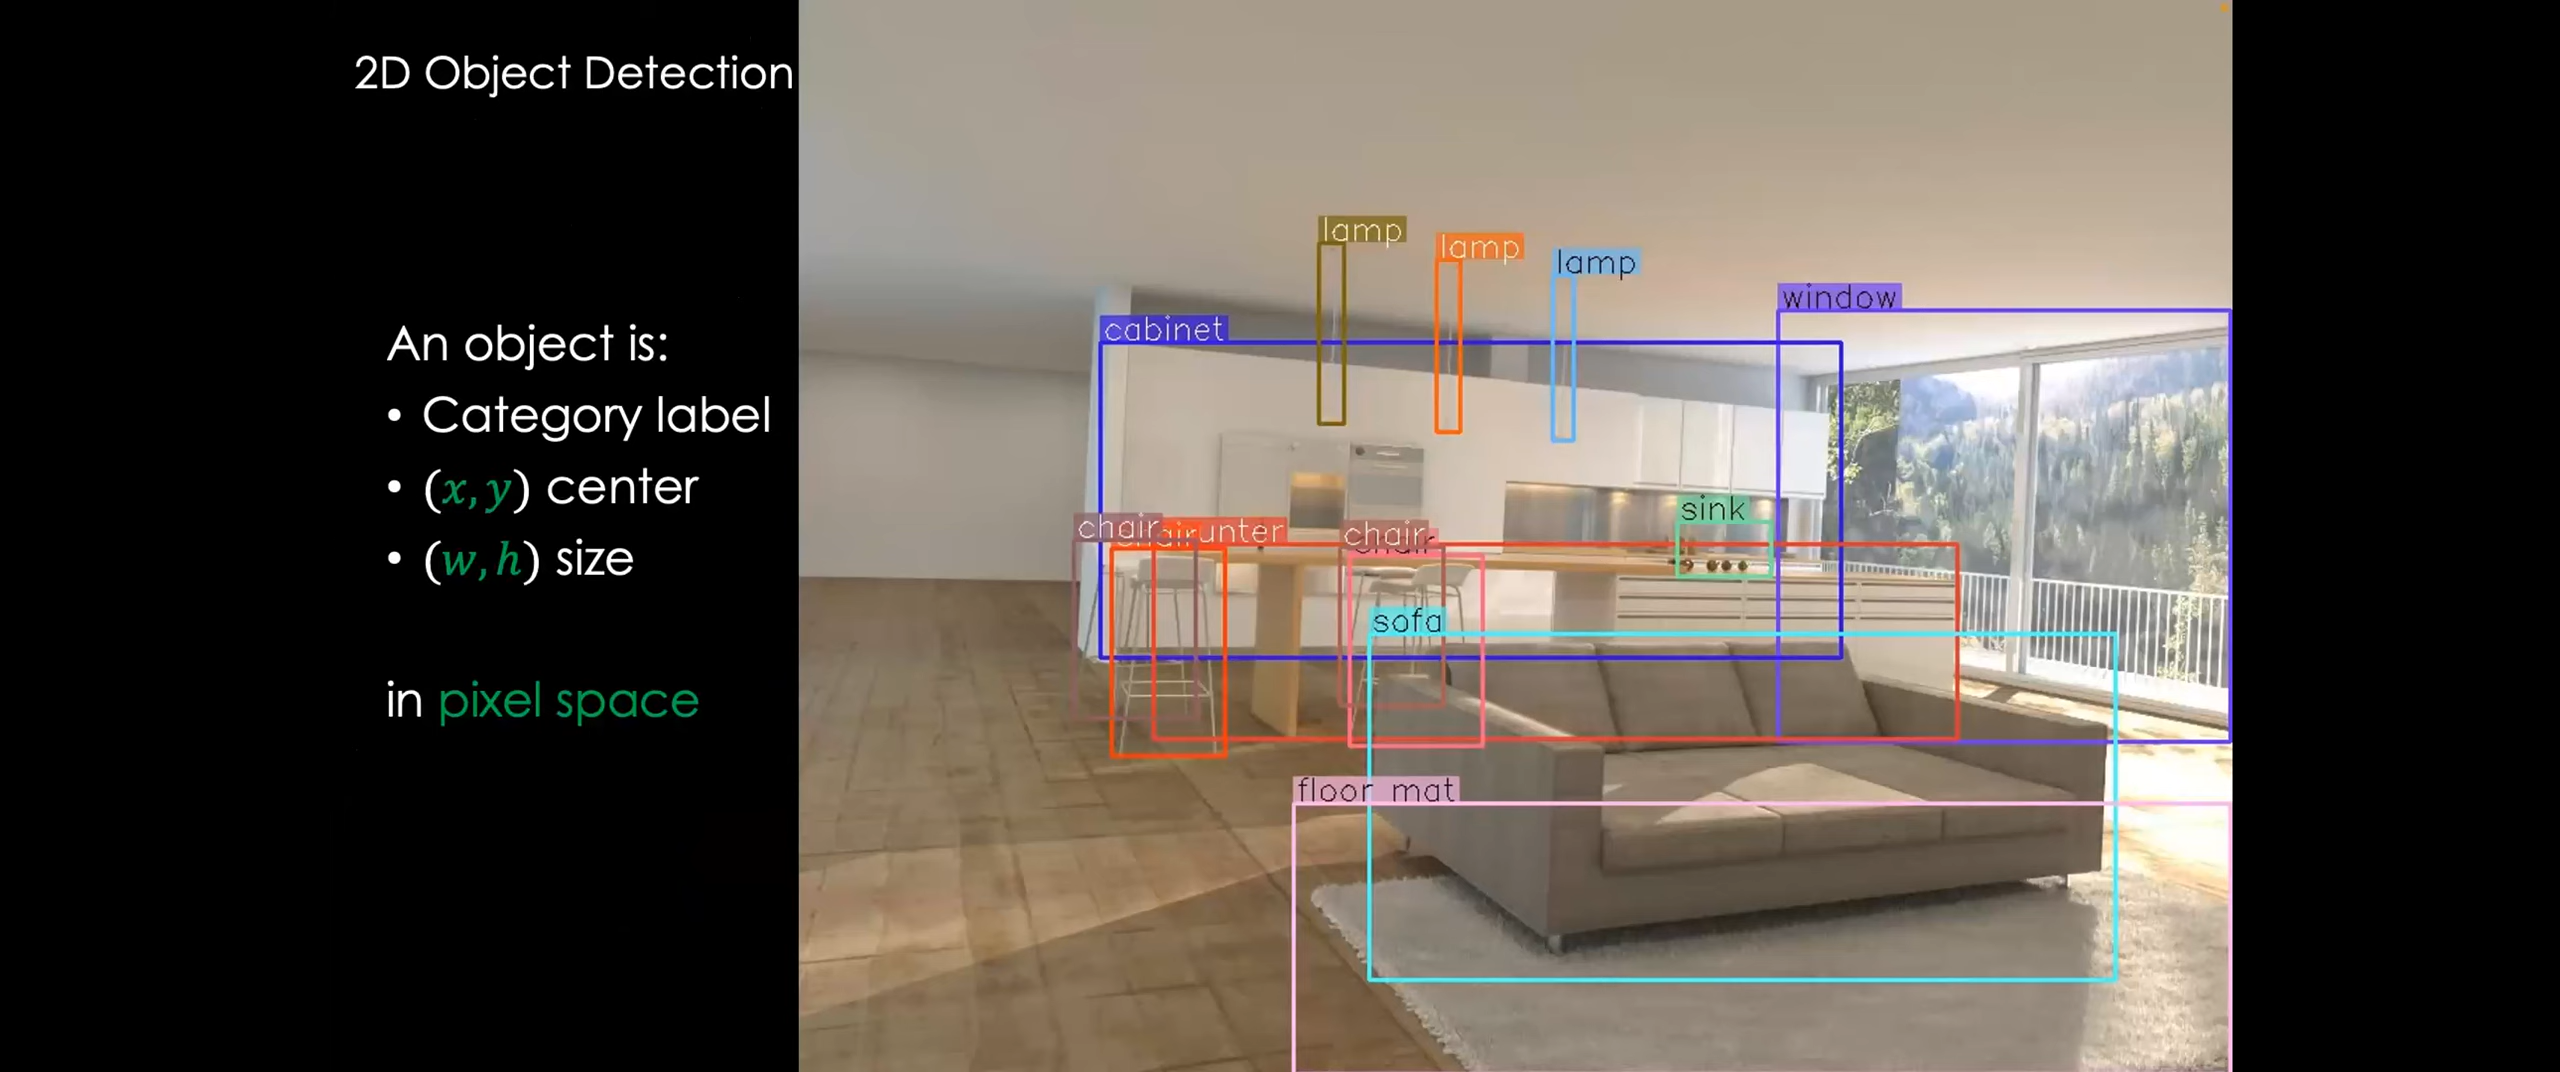 2D Object Detection
An object is:
• Category label
• (x, y) center
• (w, h) size
in pixel space
lamp
lamp
lamp
window
cabinet
sink
chair
chair
chair
sofa
floor mat